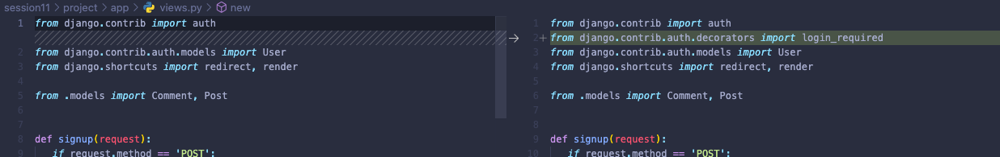 session11 > project > app > views.py > new
1 from django.contrib import auth
2 from django.contrib.auth.models import User
3 from django.shortcuts import redirect, render
4
5 from .models import Comment, Post
6
7
8 def signup(request):
9 if request.method == 'POST':
→
1 from django.contrib import auth
2+ from django.contrib.auth.decorators import login_required
3 from django.contrib.auth.models import User
4 from django.shortcuts import redirect, render
5
6 from .models import Comment, Post
7
8
9 def signup(request):
10 if request.method == 'POST':